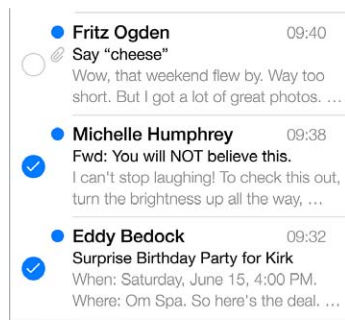 Fritz Ogden 09:40
Say “cheese”
Wow, that weekend flew by. Way too
short. But I got a lot of great photos. …
Michelle Humphrey 09:38
Fwd: You will NOT believe this.
I can't stop laughing! To check this out,
turn the brightness up all the way, …
Eddy Bedock 09:32
Surprise Birthday Party for Kirk
When: Saturday, June 15, 4:00 PM.
Where: Om Spa. So here's the deal. …